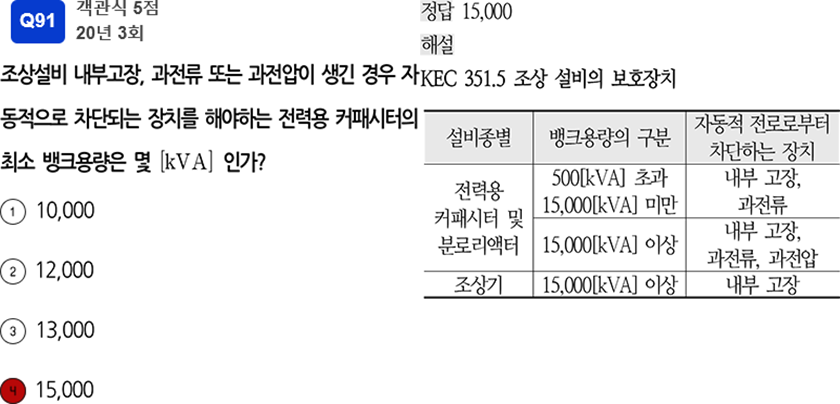 Q91
객관식 5점
20년 3회
조상설비 내부고장, 과전류 또는 과전압이 생긴 경우 자
동적으로 차단되는 장치를 해야하는 전력용 커패시터의
최소 뱅크용량은 몇 [kVA] 인가?
① 10,000
② 12,000
③ 13,000
④ 15,000
정답 15,000
해설
KEC 351.5 조상 설비의 보호장치
설비종별 뱅크용량의 구분 자동적 전로로부터
차단하는 장치
전력용
커패시터 및
분로리액터
500[kVA] 초과
15,000[kVA] 미만
내부 고장,
과전류
15,000[kVA] 이상
내부 고장,
과전류, 과전압
조상기 15,000[kVA] 이상 내부 고장